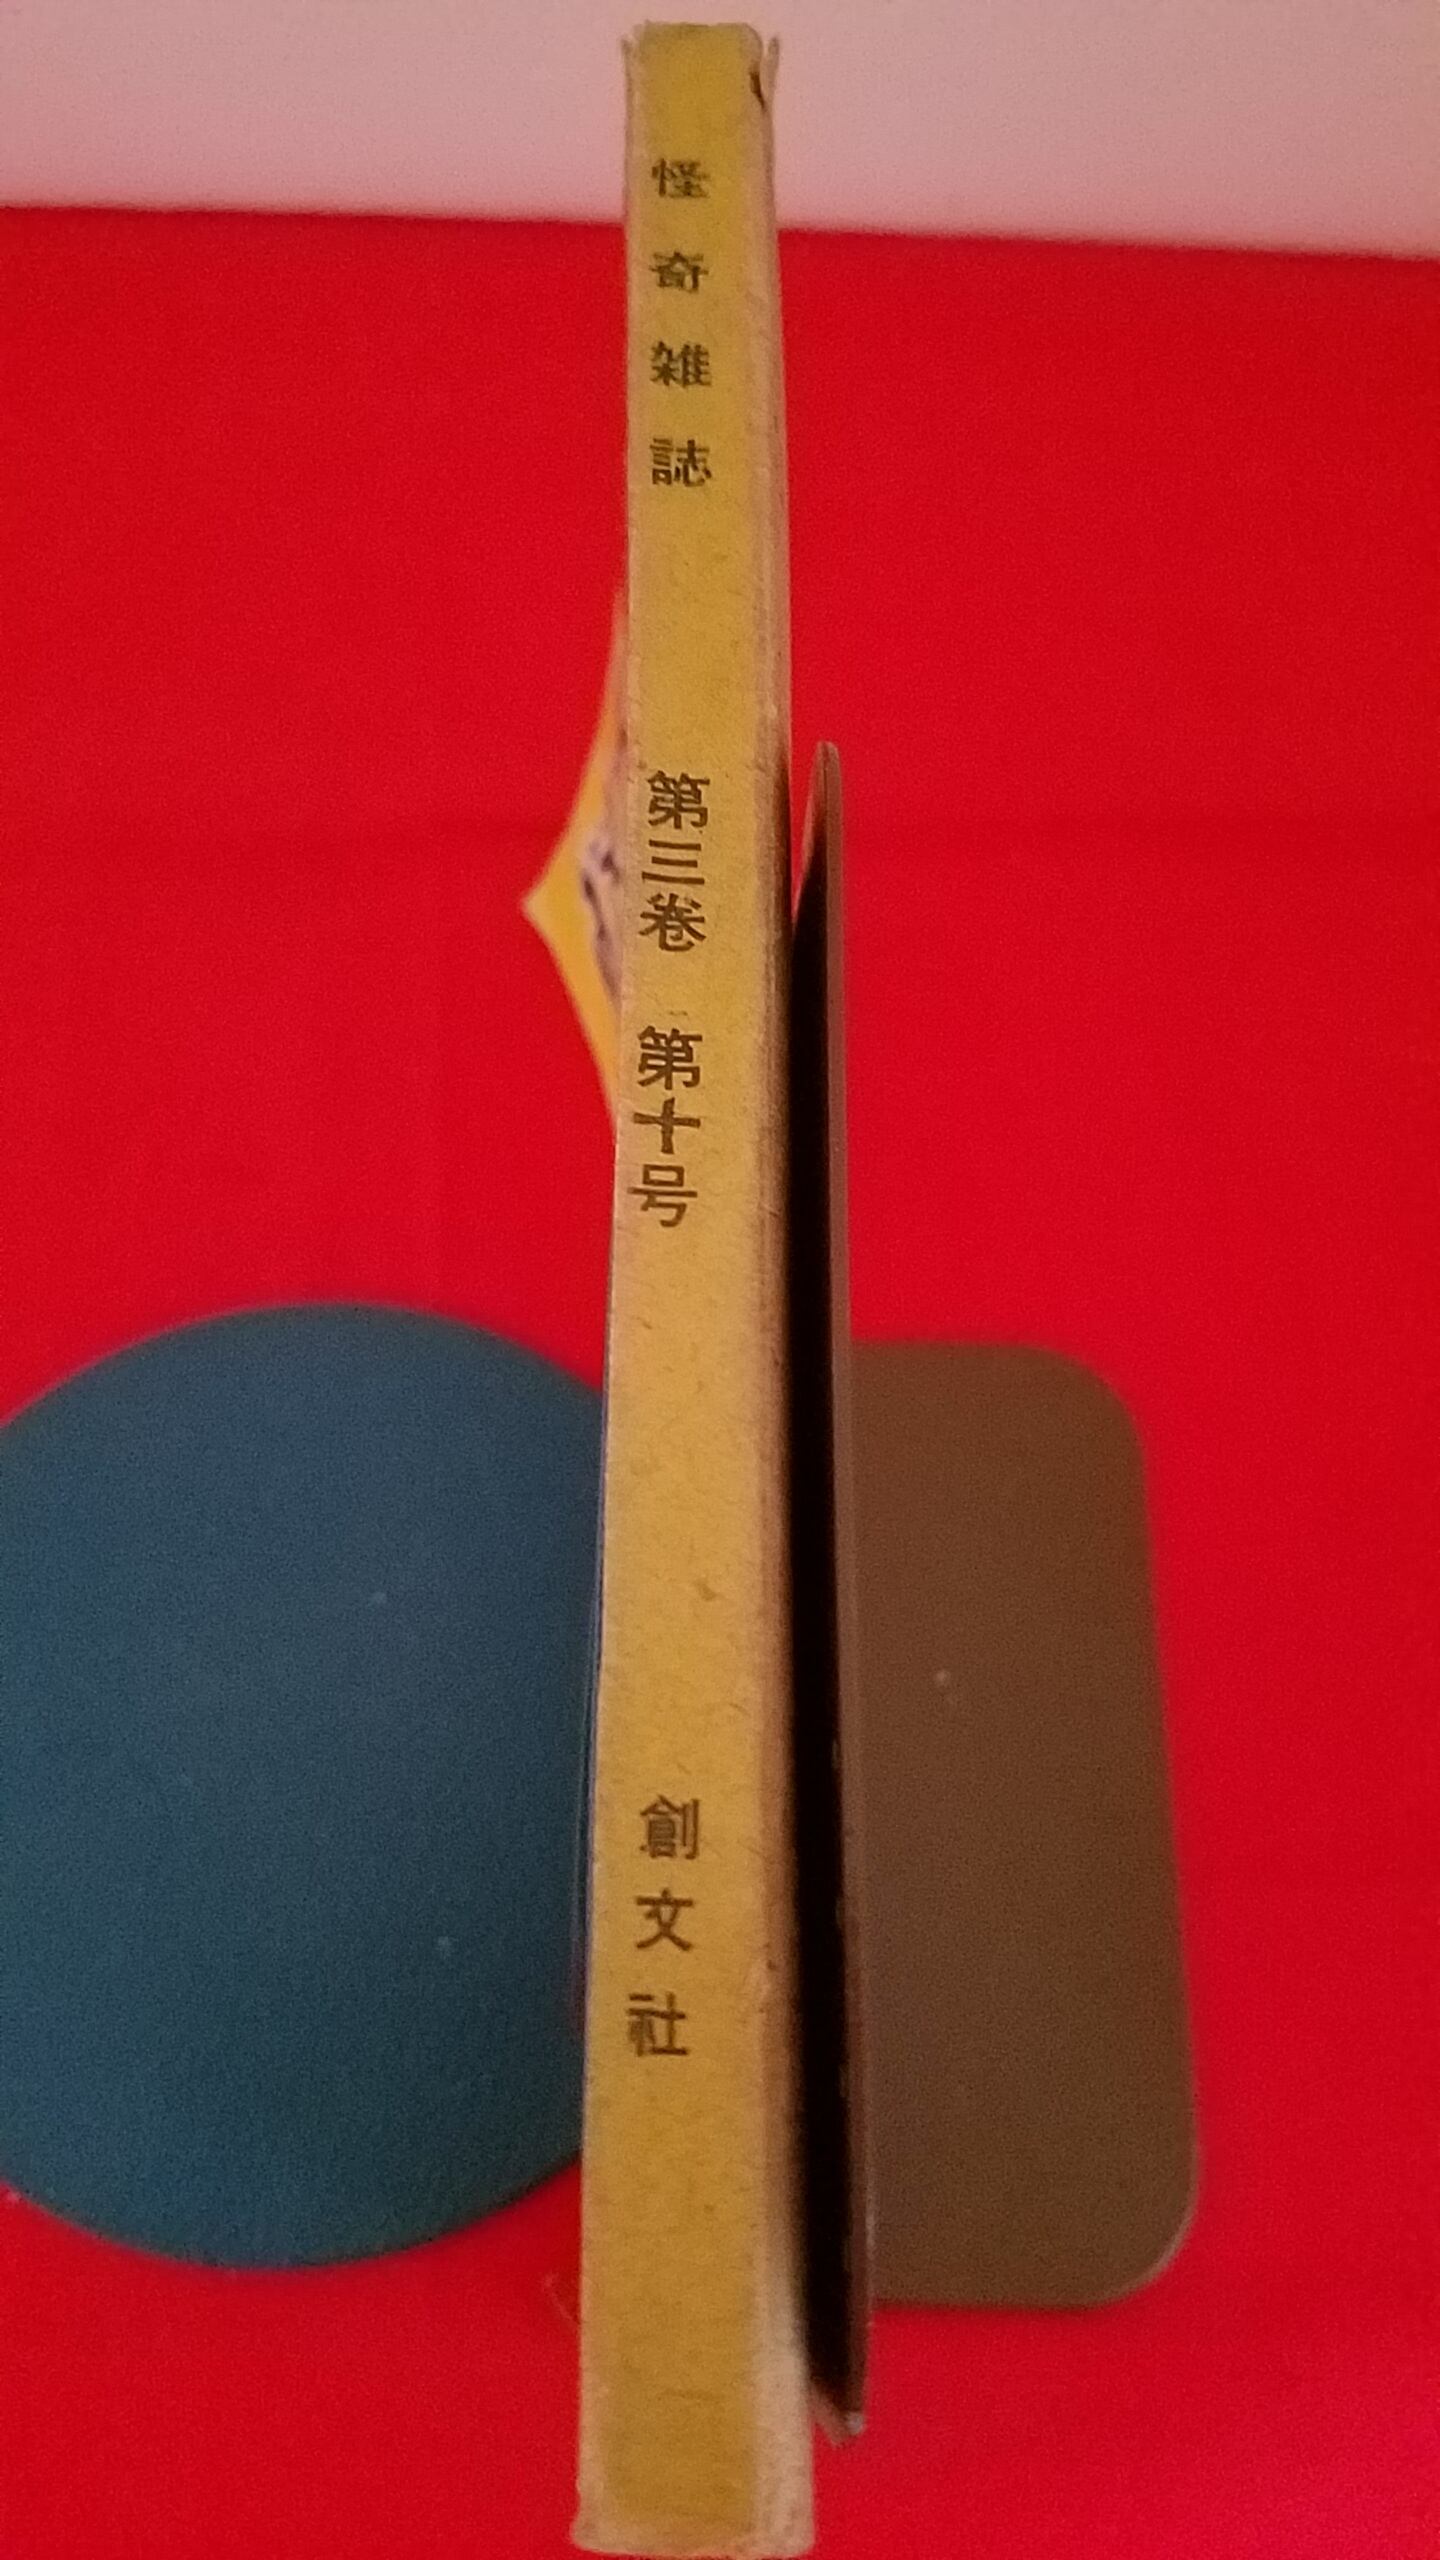 怪奇雑誌
第三巻 第十号
創文社